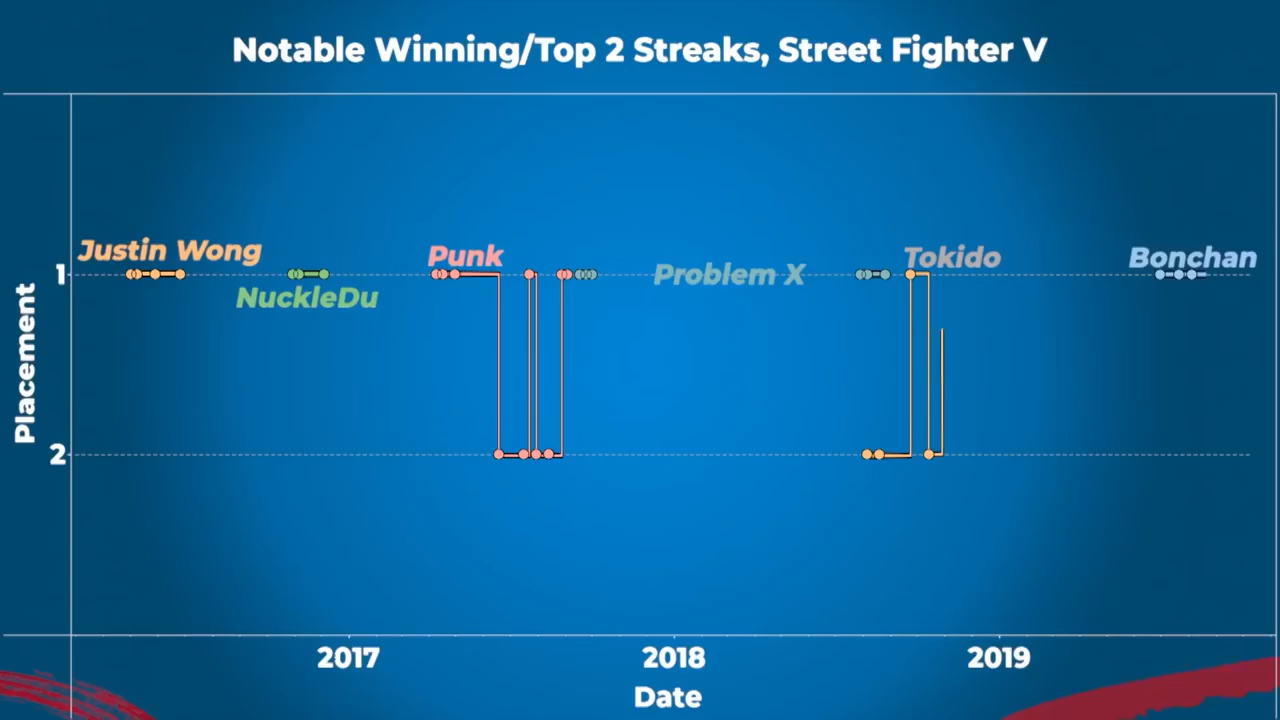 Notable Winning/Top 2 Streaks, Street Fighter V
Justin Wong
NuckleDu
Punk
Problem X
Tokido
Bonchan
Placement
1
2
2017
2018
2019
Date